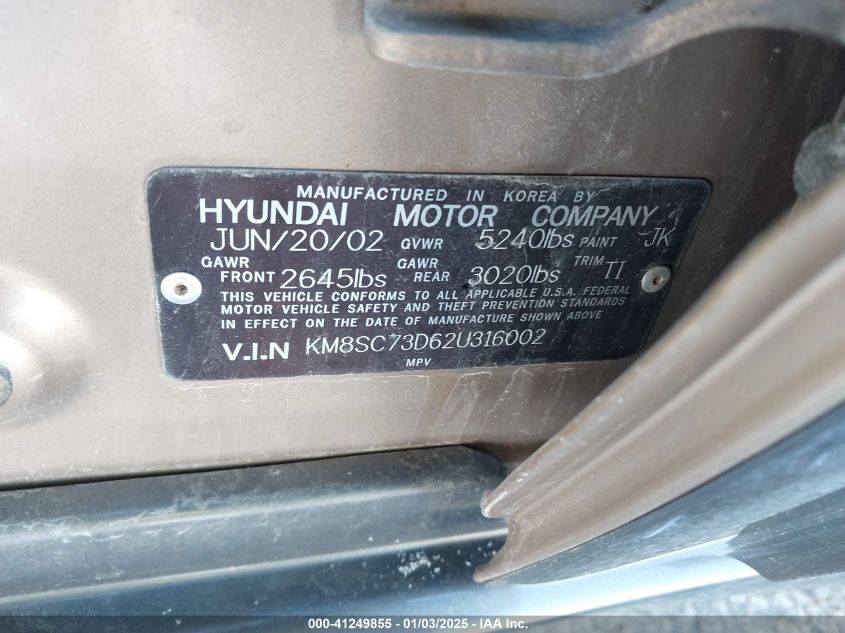 MANUFACTURED IN KOREA BY
HYUNDAI MOTOR COMPANY
JUN/20/02 GVWR 5240lbs PAINT JK
GAWR FRONT 2645lbs GAWR REAR 3020lbs TRIM TI
THIS VEHICLE CONFORMS TO ALL APPLICABLE U.S.A. FEDERAL
MOTOR VEHICLE SAFETY AND THEFT PREVENTION STANDARDS
IN EFFECT ON THE DATE OF MANUFACTURE SHOWN ABOVE
V.I.N KM8SC73D62U316002
MPV
000-41249855 - 01/03/2025 - IAA Inc.